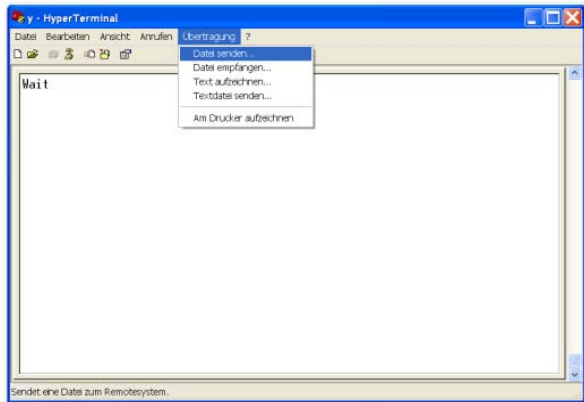 y - HyperTerminal
Datei Bearbeiten Ansicht Anrufen Übertragung ?
Datei senden...
Datei empfangen...
Text aufzeichnen...
Textdatei senden...
Am Drucker aufzeichnen
Wait
Sendet eine Datei zum Remotesystem.